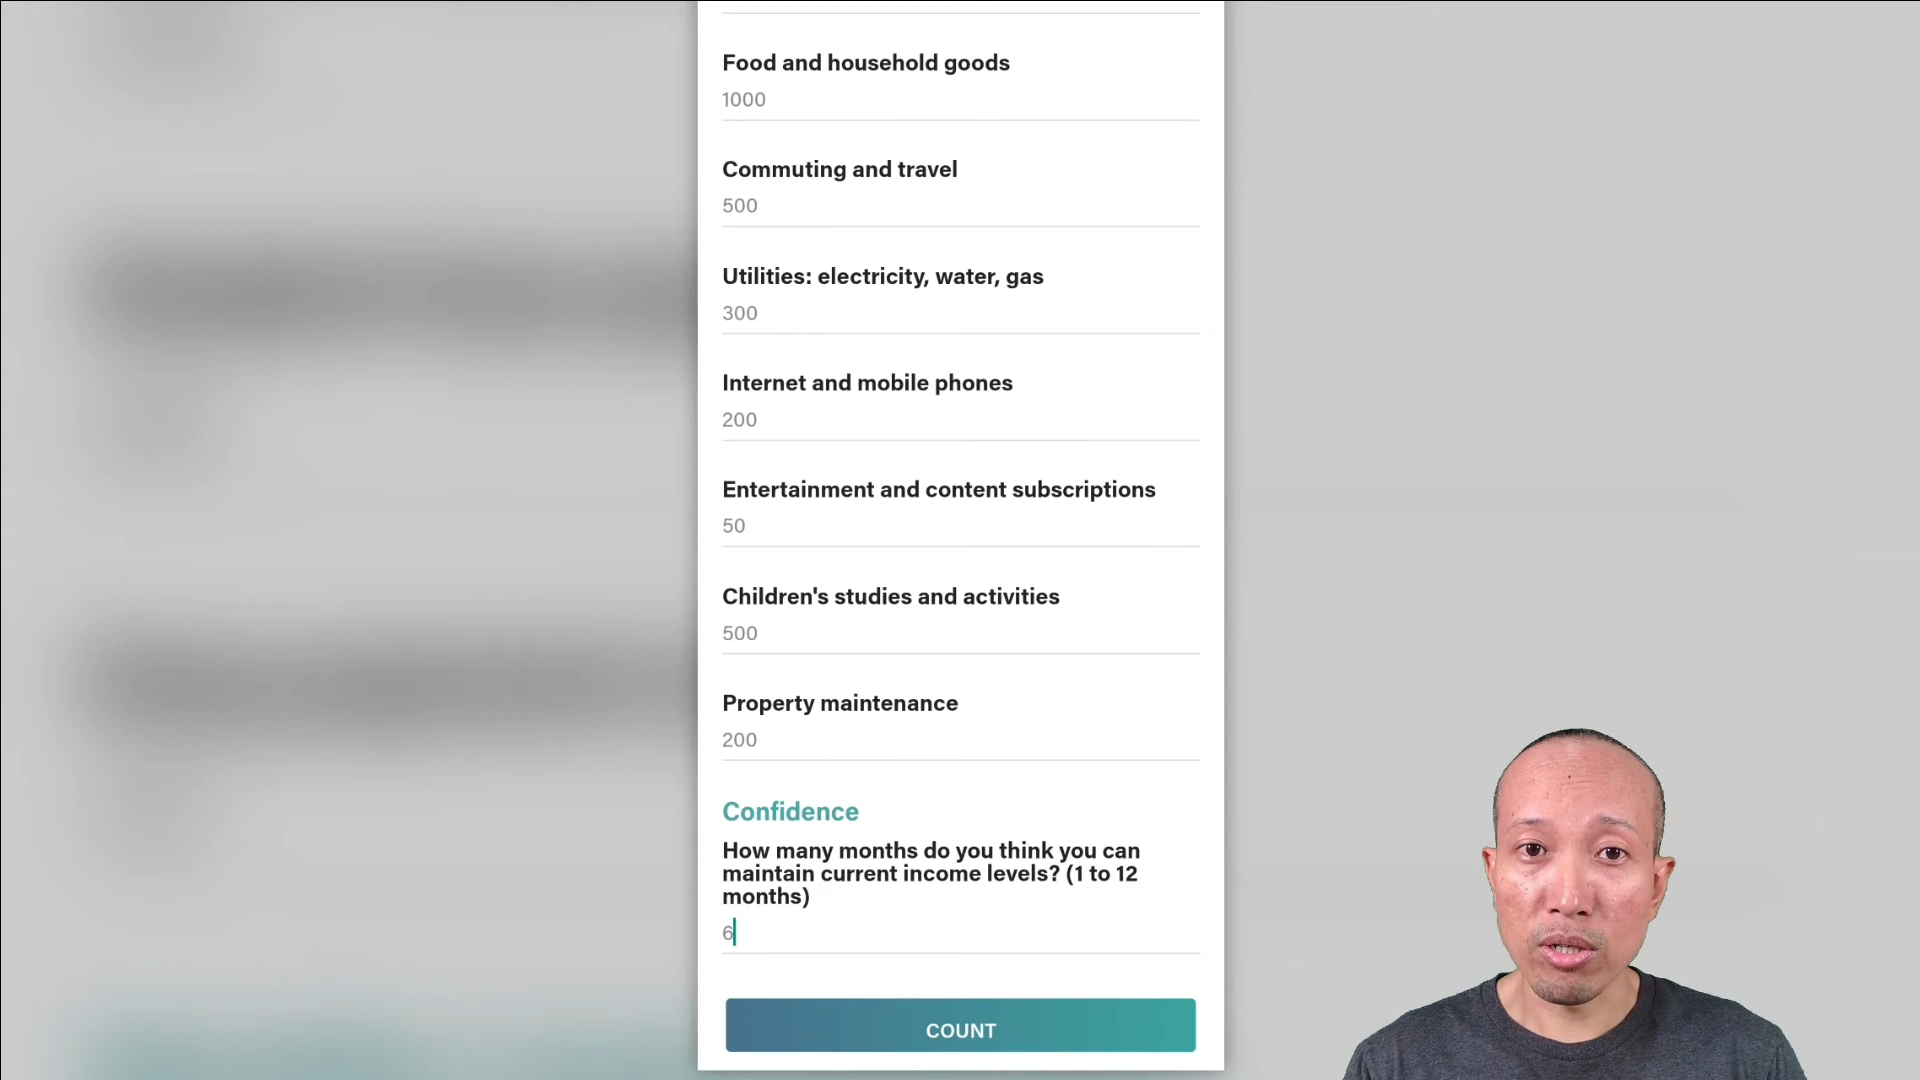 Food and household goods
1000
Commuting and travel
500
Utilities: electricity, water, gas
300
Internet and mobile phones
200
Entertainment and content subscriptions
50
Children's studies and activities
500
Property maintenance
200
Confidence
How many months do you think you can
maintain current income levels? (1 to 12
months)
6
COUNT